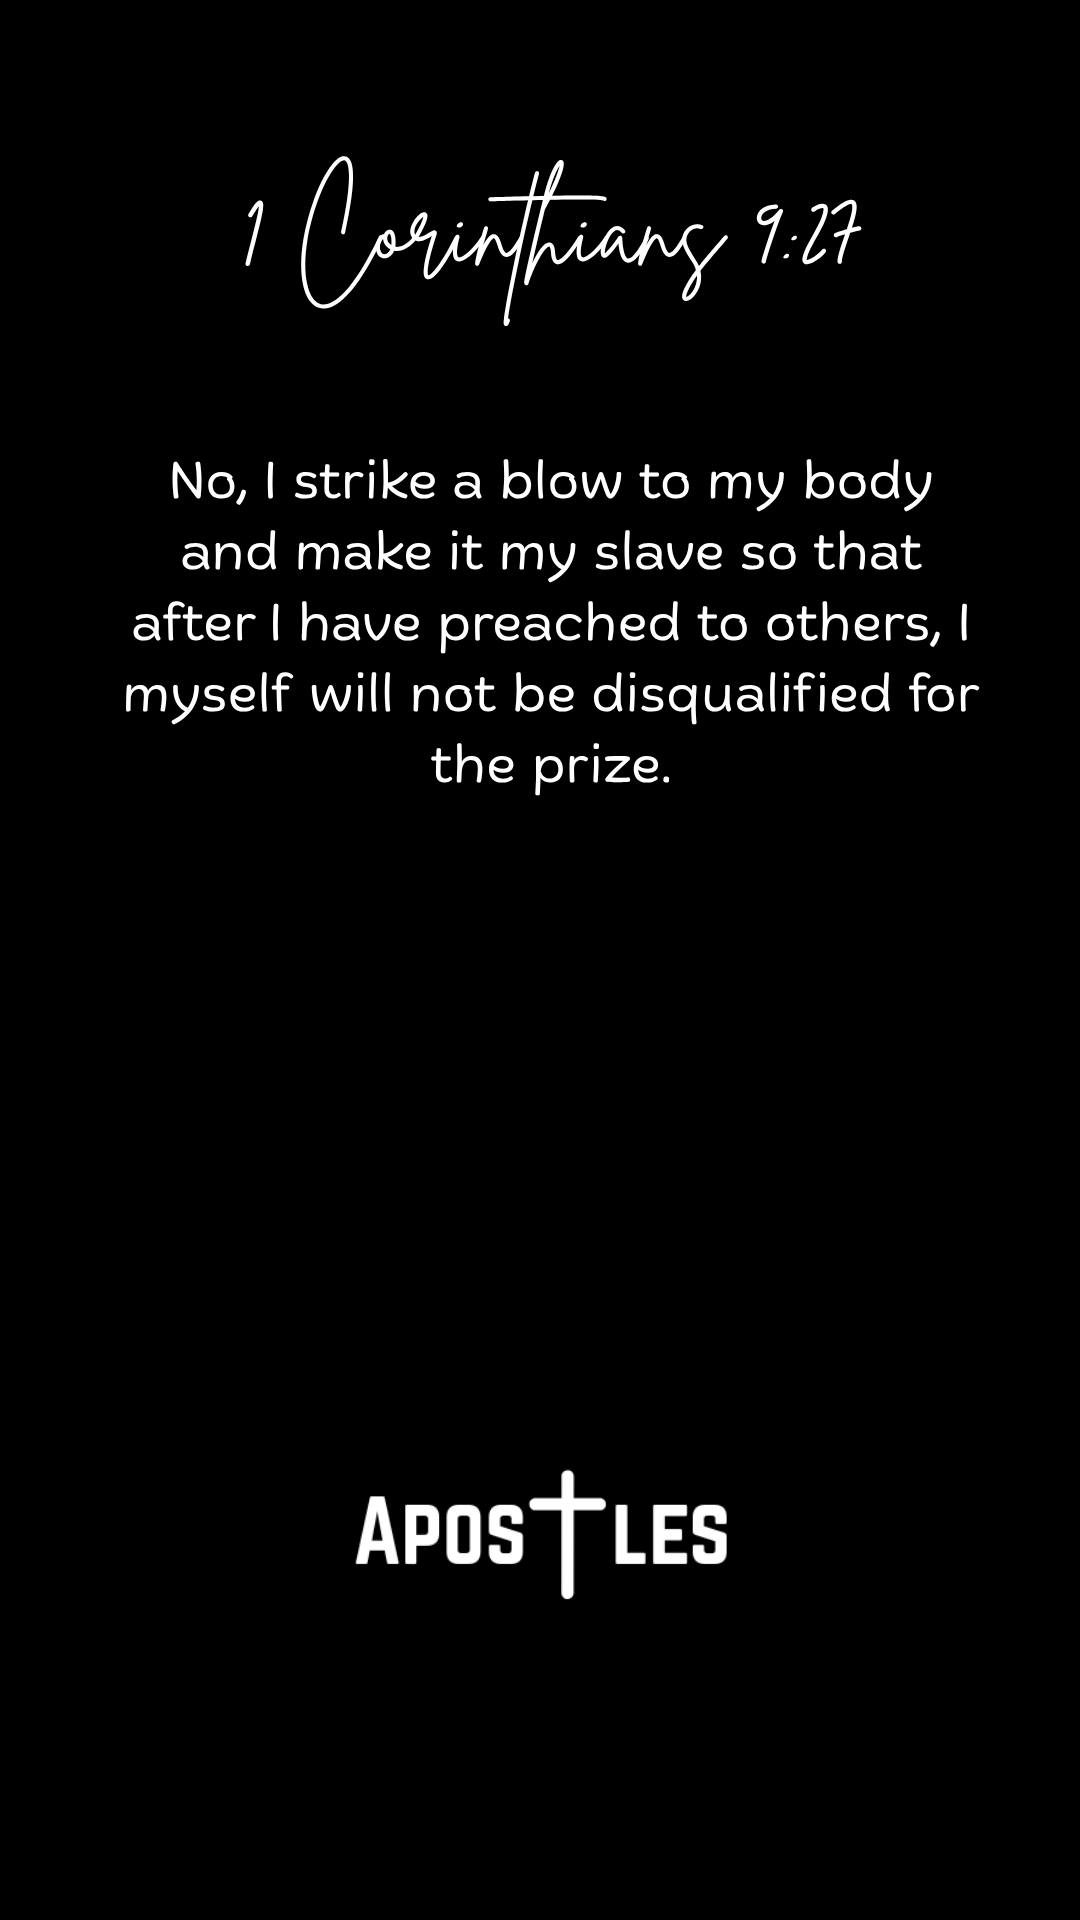 1 Corinthians 9:27
No, I strike a blow to my body
and make it my slave so that
after I have preached to others, I
myself will not be disqualified for
the prize.
Apostles